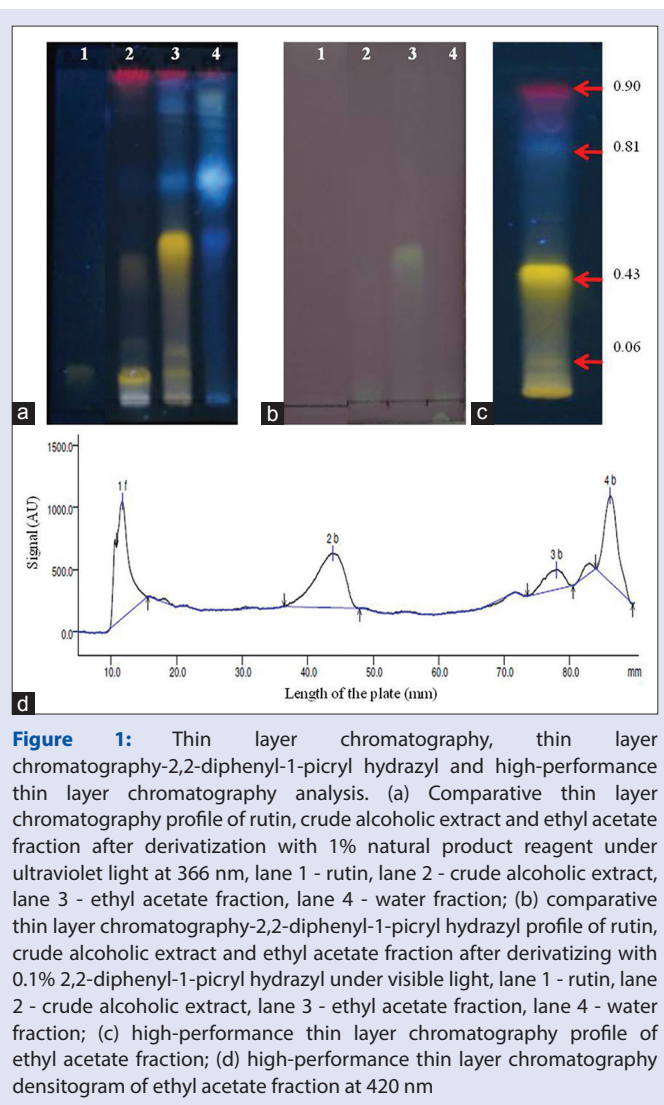 1 2 3 4
1 2 3 4
0.90
0.81
0.43
0.06
a
b
c
1500.0
1000.0
500.0
0.0
Signal (AU)
1 f
2 b
3 b
4 b
10.0 20.0 30.0 40.0 50.0 60.0 70.0 80.0 mm
Length of the plate (mm)
d
Figure 1: Thin layer chromatography, thin layer
chromatography-2,2-diphenyl-1-picryl hydrazyl and high-performance
thin layer chromatography analysis. (a) Comparative thin layer
chromatography profile of rutin, crude alcoholic extract and ethyl acetate
fraction after derivatization with 1% natural product reagent under
ultraviolet light at 366 nm, lane 1 - rutin, lane 2 - crude alcoholic extract,
lane 3 - ethyl acetate fraction, lane 4 - water fraction; (b) comparative
thin layer chromatography-2,2-diphenyl-1-picryl hydrazyl profile of rutin,
crude alcoholic extract and ethyl acetate fraction after derivatizing with
0.1% 2,2-diphenyl-1-picryl hydrazyl under visible light, lane 1 - rutin, lane
2 - crude alcoholic extract, lane 3 - ethyl acetate fraction, lane 4 - water
fraction; (c) high-performance thin layer chromatography profile of
ethyl acetate fraction; (d) high-performance thin layer chromatography
densitogram of ethyl acetate fraction at 420 nm